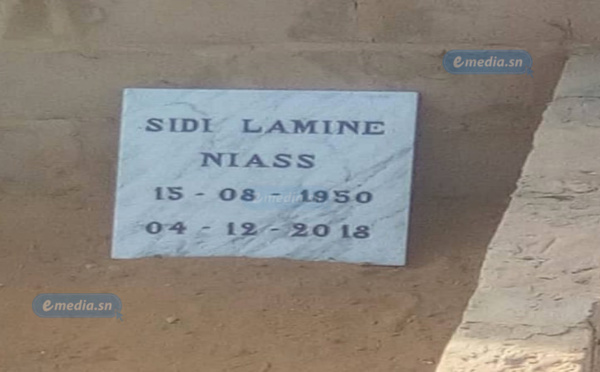 emedia.sn
SIDI LAMINE
NIASS
15 - 08 - 1950
04 - 12 - 2018
emedia.sn